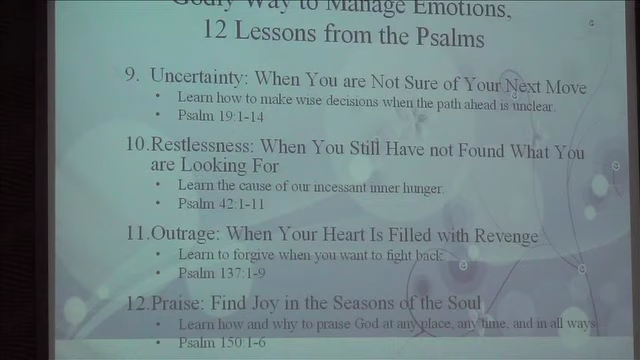 Godly Way to Manage Emotions,
12 Lessons from the Psalms
9. Uncertainty: When You are Not Sure of Your Next Move
• Learn how to make wise decisions when the path ahead is unclear.
• Psalm 19:1-14
10. Restlessness: When You Still Have not Found What You
are Looking For
• Learn the cause of our incessant inner hunger.
• Psalm 42:1-11
11. Outrage: When Your Heart Is Filled with Revenge
• Learn to forgive when you want to fight back.
• Psalm 137:1-9
12. Praise: Find Joy in the Seasons of the Soul
• Learn how and why to praise God at any place, any time, and in all ways
• Psalm 150:1-6